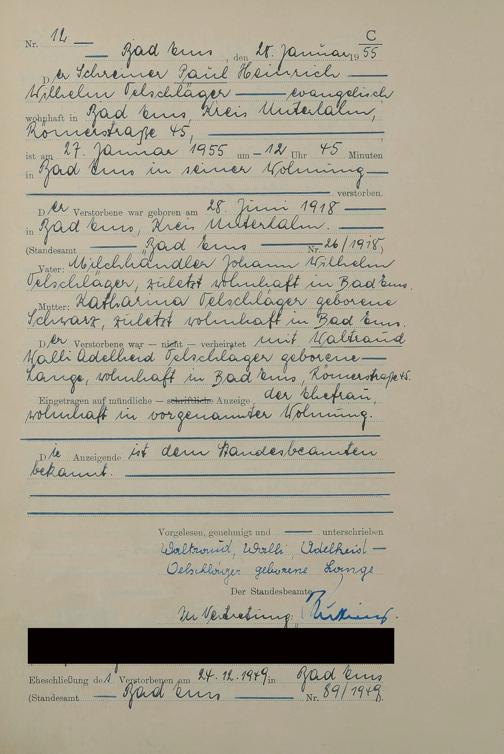 C
Nr. 12
Bad Ems, den 28. Januar 1955
Der Schreiner Paul Heinrich
Wilhelm Oelschläger evangelisch
wohnhaft in Bad Ems, Kreis Unterlahn,
Römerstraße 45,
ist am 27. Januar 1955 um 12 Uhr 45 Minuten
in Bad Ems in seiner Wohnung
verstorben.
Der Verstorbene war geboren am 28. Juni 1918
in Bad Ems, Kreis Unterlahn.
(Standesamt Bad Ems Nr. 26/1918)
Vater: Milchhändler Johann Wilhelm
Oelschläger, zuletzt wohnhaft in Bad Ems.
Mutter: Katharina Oelschläger geborene
Schwarz, zuletzt wohnhaft in Bad Ems.
Der Verstorbene war — nicht — verheiratet mit Waltraud
Walli Adelheid Oelschläger geborene
Lange, wohnhaft in Bad Ems, Römerstraße 45.
Eingetragen auf mündliche — schriftliche Anzeige, der Ehefrau,
wohnhaft in vorgenannter Wohnung.
Die Anzeigende ist dem Standesbeamten
bekannt.
Vorgelesen, genehmigt und unterschrieben
Waltraud, Walli, Adelheid
Oelschläger geborene Lange
Der Standesbeamte
In Vertretung:
Eheschließung des Verstorbenen am 24.12.1949 in Bad Ems
(Standesamt Bad Ems Nr. 89/1949)